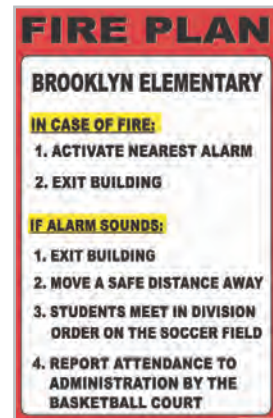 FIRE PLAN
BROOKLYN ELEMENTARY
IN CASE OF FIRE:
1. ACTIVATE NEAREST ALARM
2. EXIT BUILDING
IF ALARM SOUNDS:
1. EXIT BUILDING
2. MOVE A SAFE DISTANCE AWAY
3. STUDENTS MEET IN DIVISION
ORDER ON THE SOCCER FIELD
4. REPORT ATTENDANCE TO
ADMINISTRATION BY THE
BASKETBALL COURT